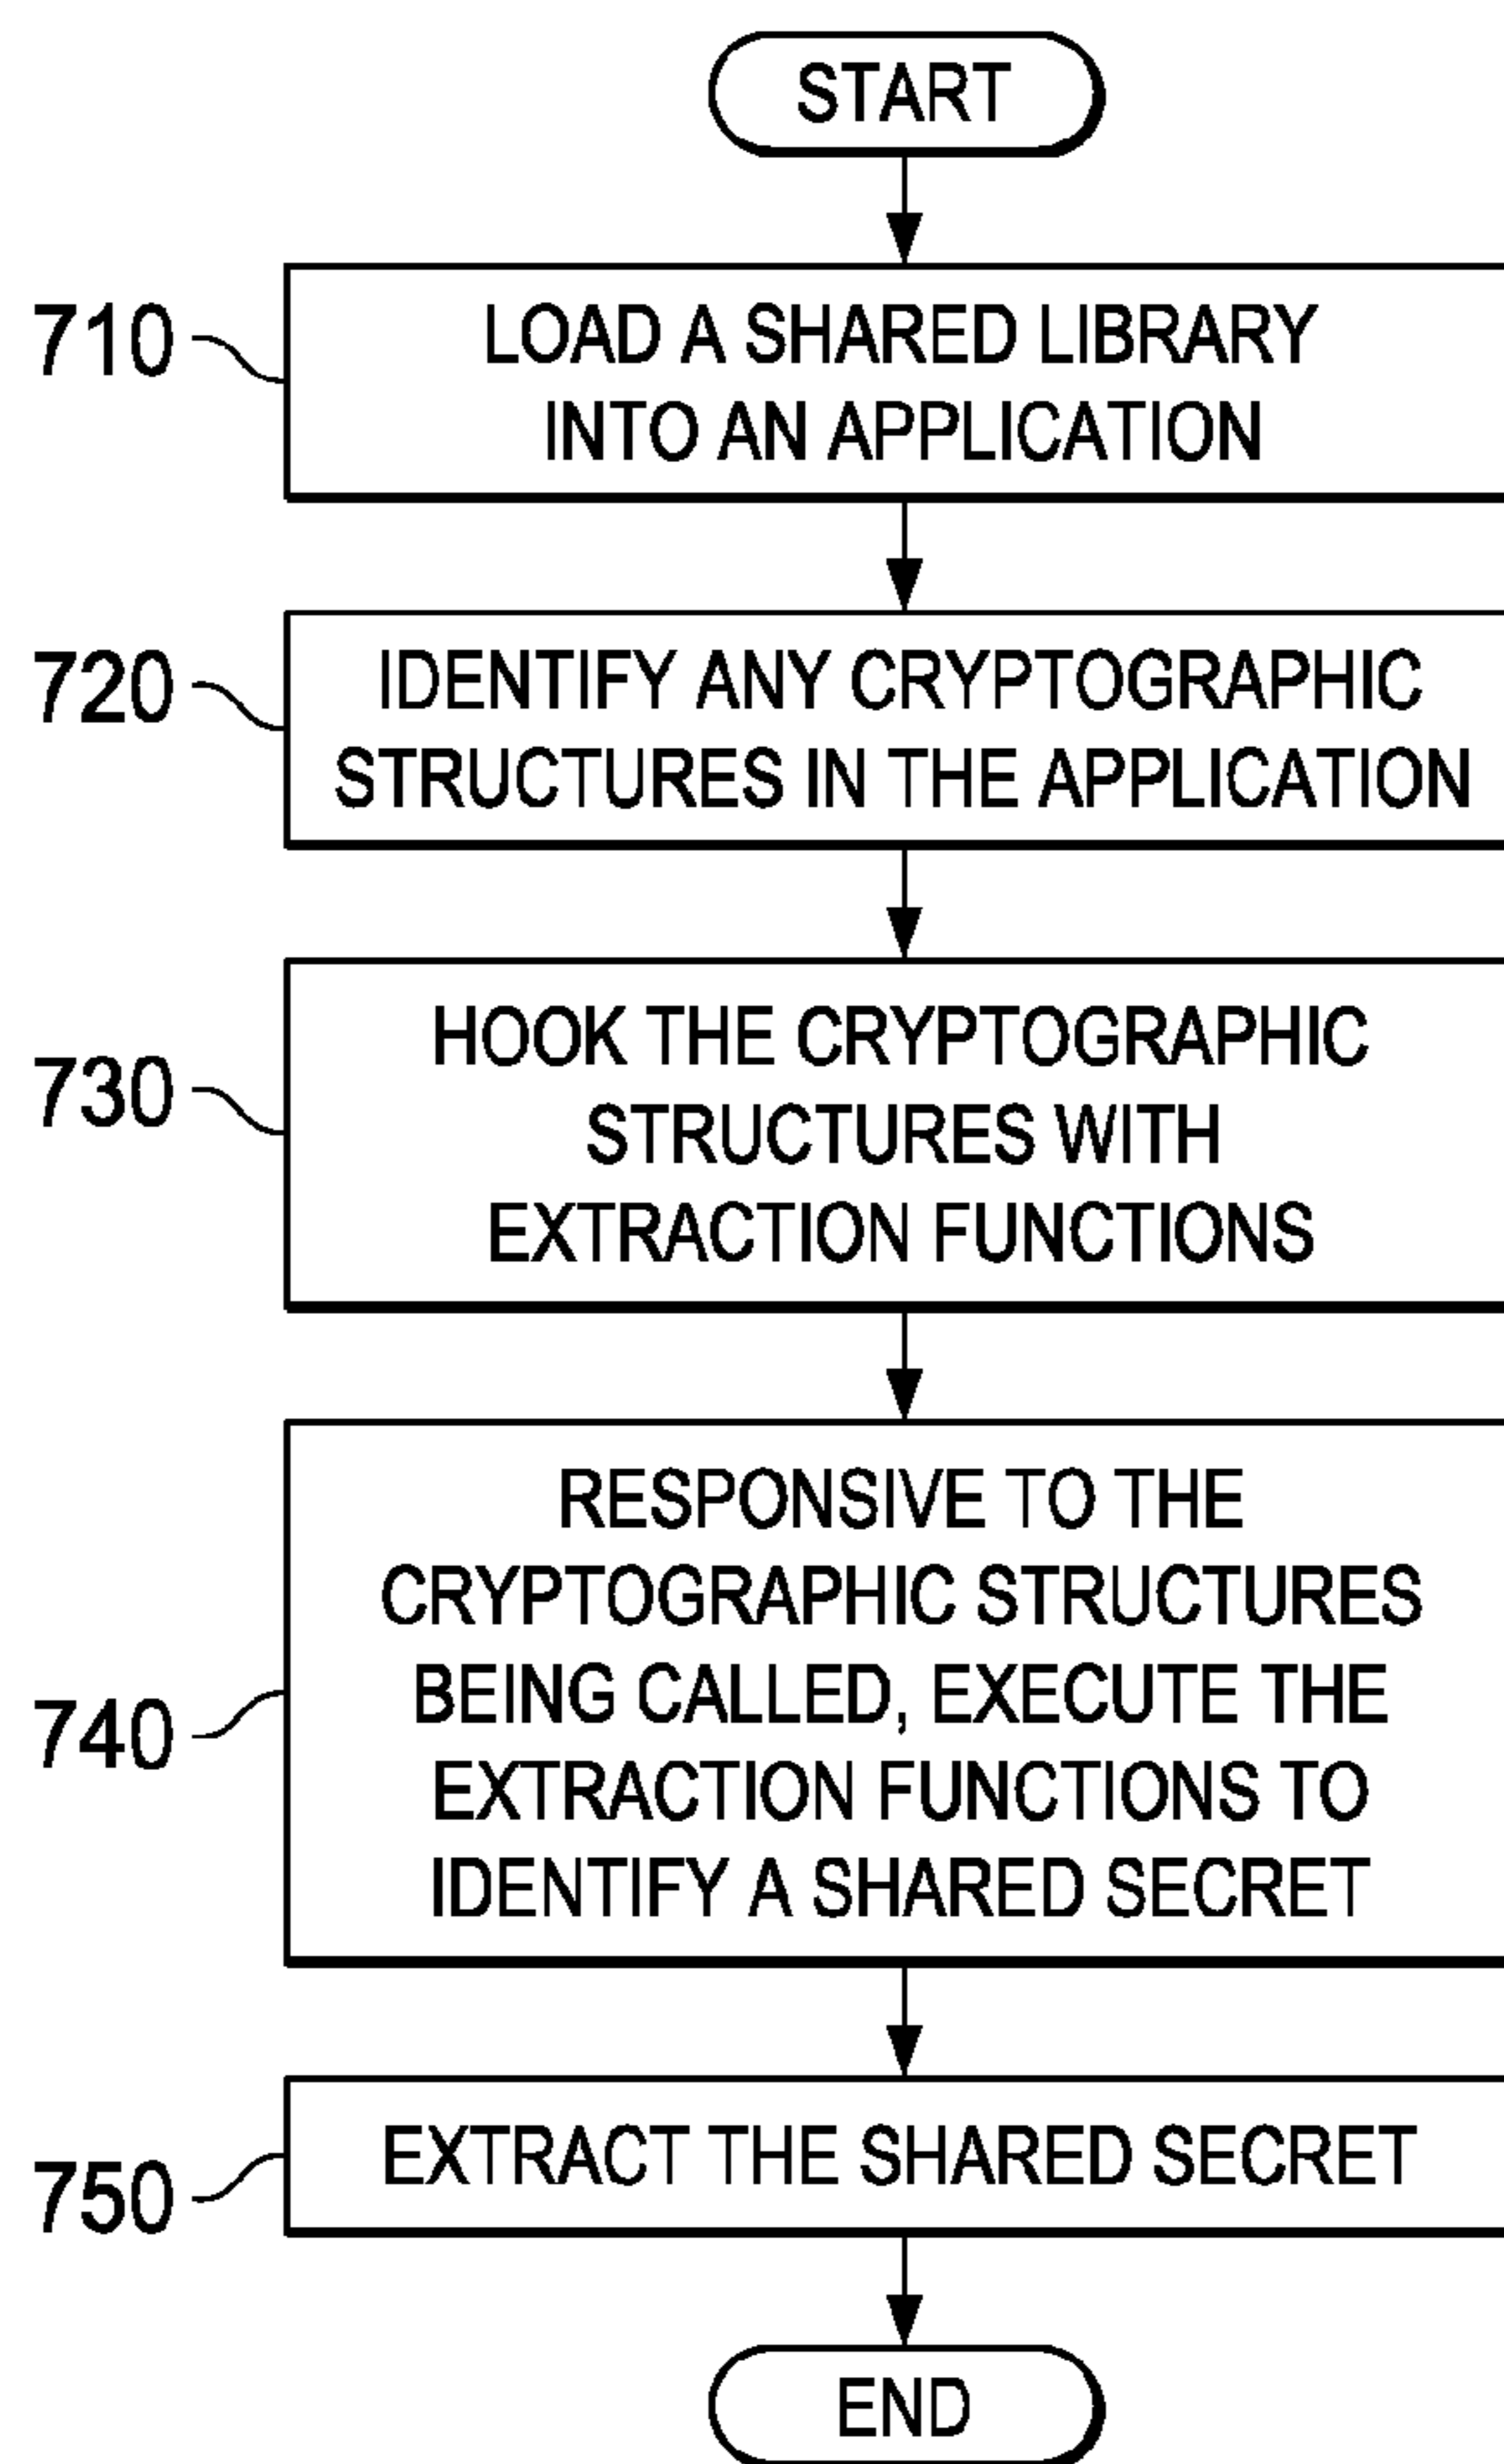 START
710
LOAD A SHARED LIBRARY
INTO AN APPLICATION
720
IDENTIFY ANY CRYPTOGRAPHIC
STRUCTURES IN THE APPLICATION
730
HOOK THE CRYPTOGRAPHIC
STRUCTURES WITH
EXTRACTION FUNCTIONS
740
RESPONSIVE TO THE
CRYPTOGRAPHIC STRUCTURES
BEING CALLED, EXECUTE THE
EXTRACTION FUNCTIONS TO
IDENTIFY A SHARED SECRET
750
EXTRACT THE SHARED SECRET
END